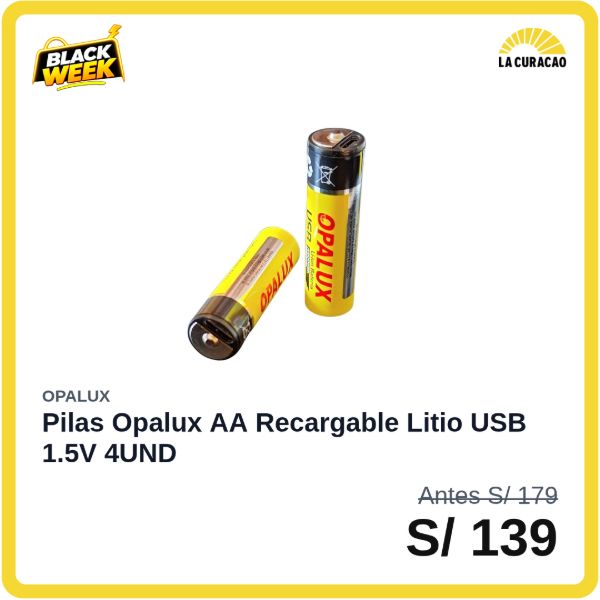 BLACK
WEEK
LA CURACAO
OPALUX
OPALUX
OPALUX
Pilas Opalux AA Recargable Litio USB
1.5V 4UND
Antes S/ 179
S/ 139